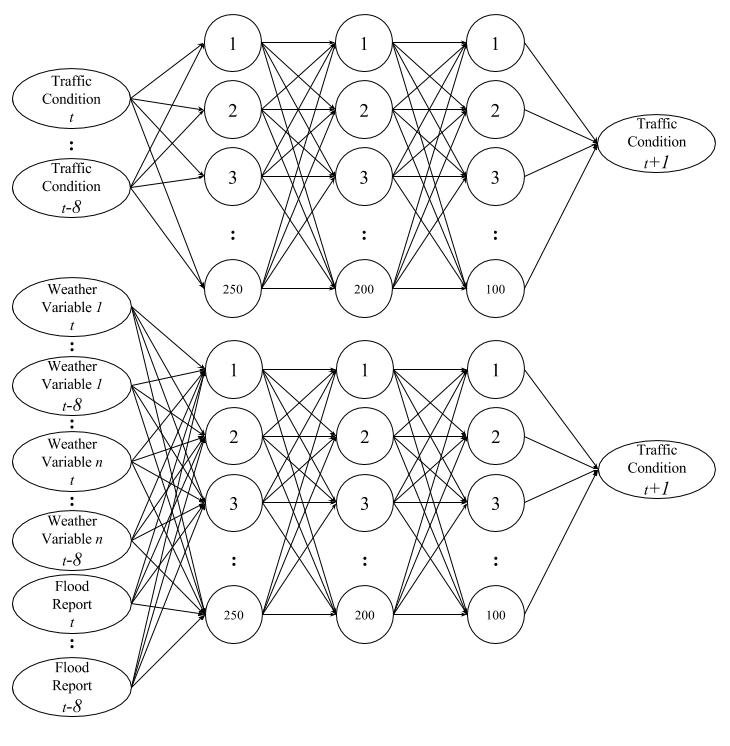 Traffic
Condition
t
:
Traffic
Condition
t-8
1
2
3
:
250
1
2
3
:
200
1
2
3
:
100
Traffic
Condition
t+1
Weather
Variable 1
t
:
Weather
Variable 1
t-8
:
Weather
Variable n
t
:
Weather
Variable n
t-8
Flood
Report
t
:
Flood
Report
t-8
1
2
3
:
250
1
2
3
:
200
1
2
3
:
100
Traffic
Condition
t+1